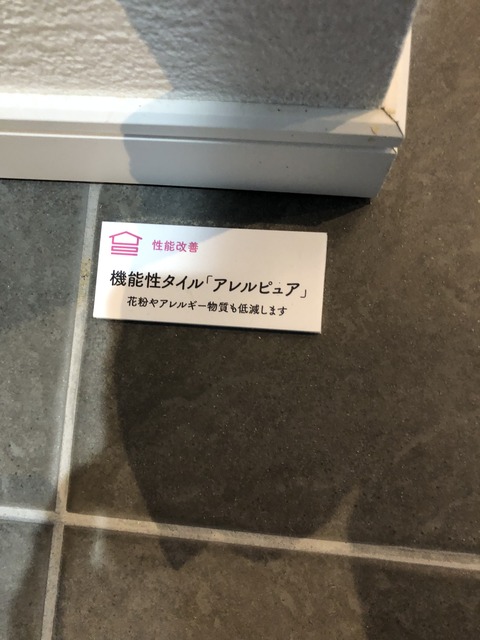 性能改善
機能性タイル「アレルピュア」
花粉やアレルギー物質も低減します